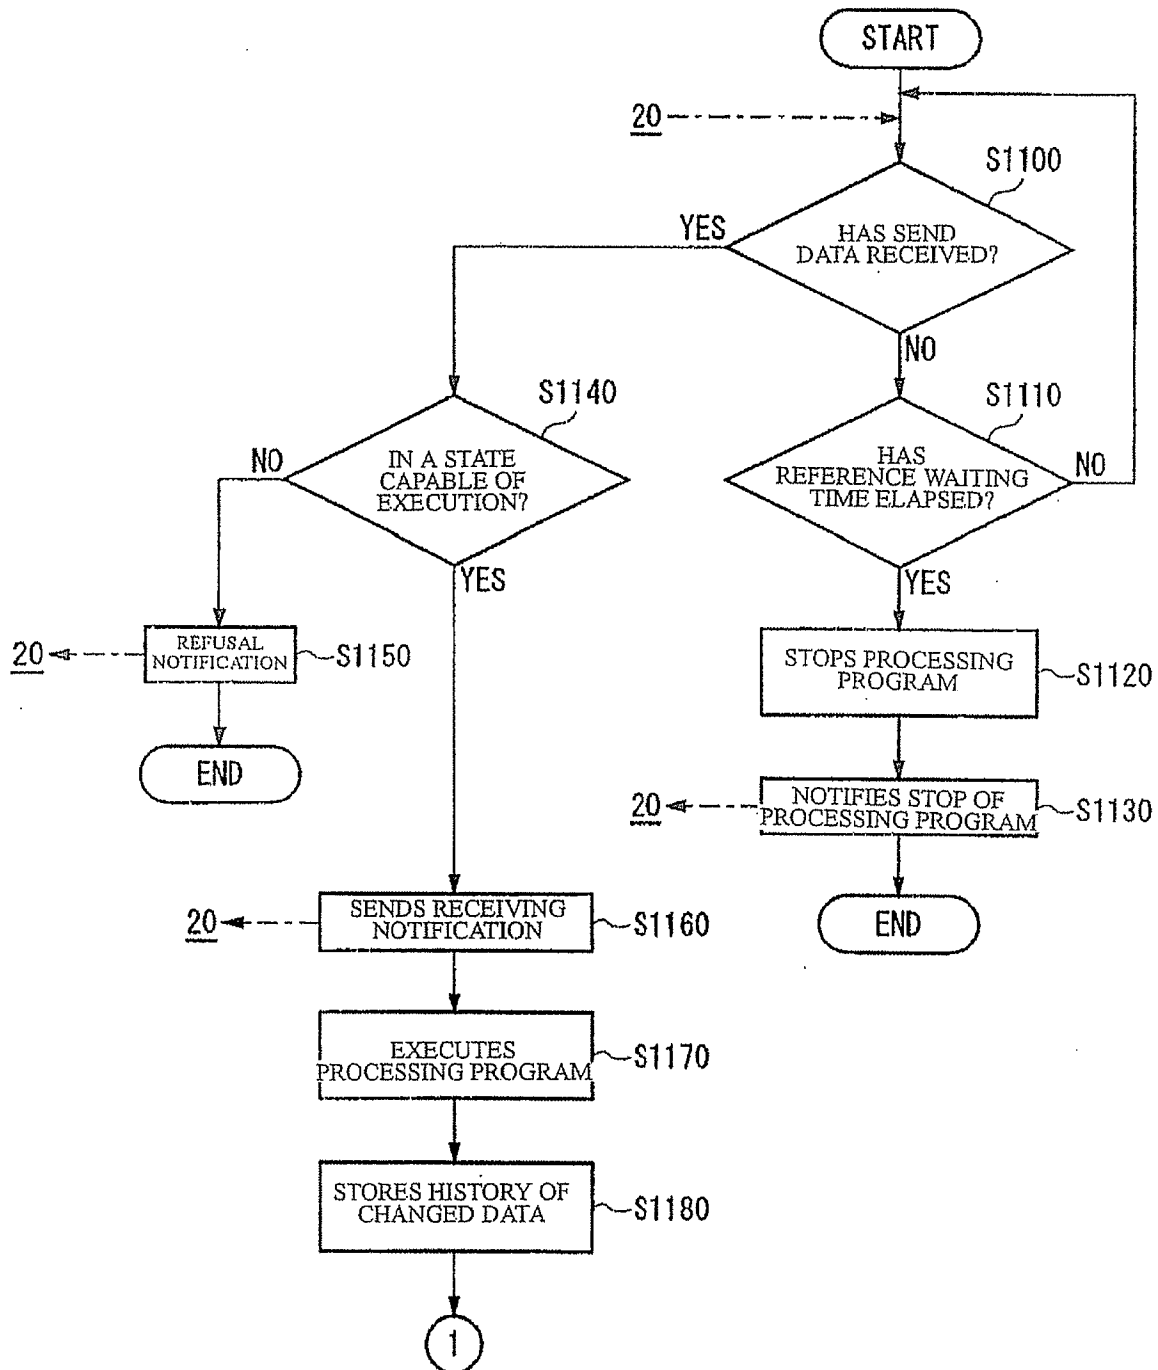 START
20
S1100
YES
HAS SEND
DATA RECEIVED?
NO
S1140
S1110
NO
IN A STATE
CAPABLE OF
EXECUTION?
HAS
REFERENCE WAITING
TIME ELAPSED?
NO
YES
YES
20
REFUSAL
NOTIFICATION
S1150
STOPS PROCESSING
PROGRAM
S1120
END
20
NOTIFIES STOP OF
PROCESSING PROGRAM
S1130
20
SENDS RECEIVING
NOTIFICATION
S1160
END
EXECUTES
PROCESSING PROGRAM
S1170
STORES HISTORY OF
CHANGED DATA
S1180
1